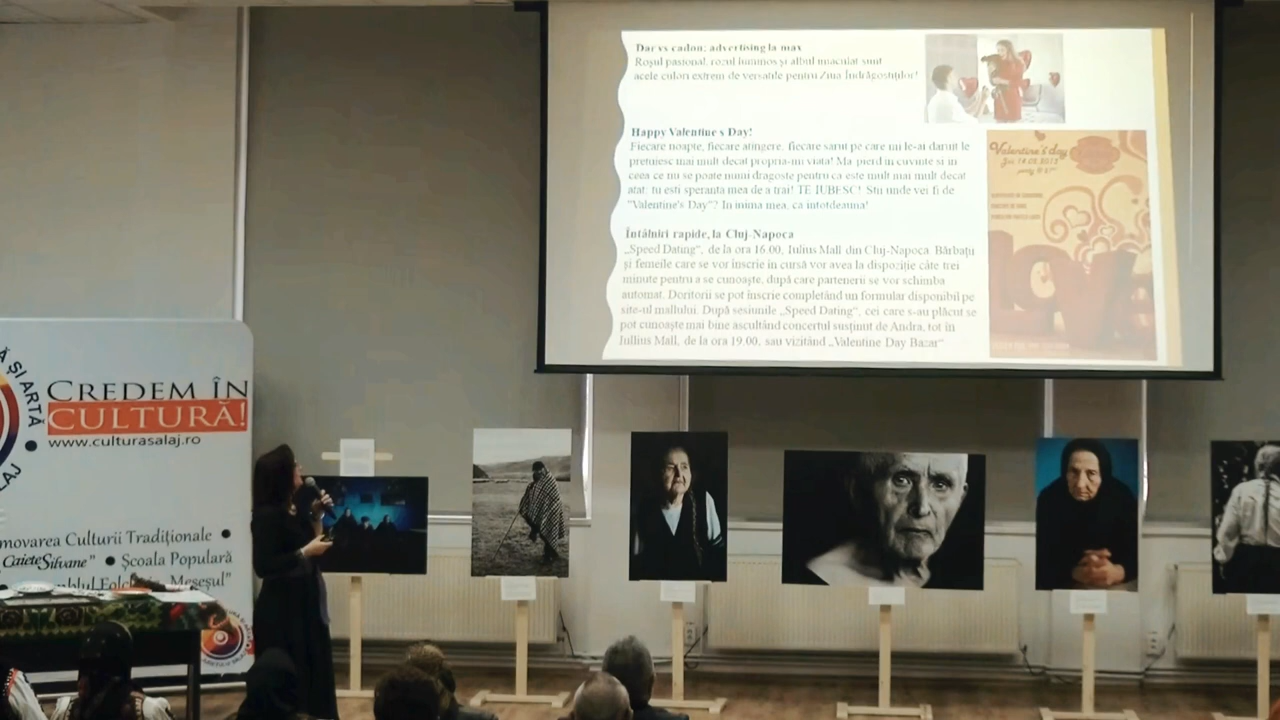 Dar vs cadou: advertising la max
Roșul pasional, rozul luminos și albul imaculat sunt
acele culori extrem de versatile pentru Ziua Îndrăgostiților!
Happy Valentine s Day!
Fiecare noapte, fiecare atingere, fiecare sarut pe care mi le-ai daruit le
pretuiesc mai mult decat propria-mi viata! Ma pierd in cuvinte si in
ceea ce nu se poate numi dragoste pentru ca este mult mai mult decat
atat: tu esti speranta mea de a trai! TE IUBESC! Stii unde vei fi de
"Valentine's Day"? In inima mea, ca intotdeauna!
Întâlniri rapide, la Cluj-Napoca
„Speed Dating“, de la ora 16.00, Iulius Mall din Cluj-Napoca. Bărbații
și femeile care se vor înscrie în cursă vor avea la dispoziție câte trei
minute pentru a se cunoaște, după care partenerii se vor schimba
automat. Doritorii se pot înscrie completând un formular disponibil pe
site-ul mallului. După sesiunile „Speed Dating“, cei care s-au plăcut se
pot cunoaște mai bine ascultând concertul susținut de Andra, tot în
Iullius Mall, de la ora 19.00, sau vizitând „Valentine Day Bazar“
Valentine's day
Ă ȘI ARTĂ
LAJ
CREDEM ÎN
CULTURĂ!
www.culturasalaj.ro
movarea Culturii Tradiționale •
Caiete Silvane” • Școala Populară
Meseșul”